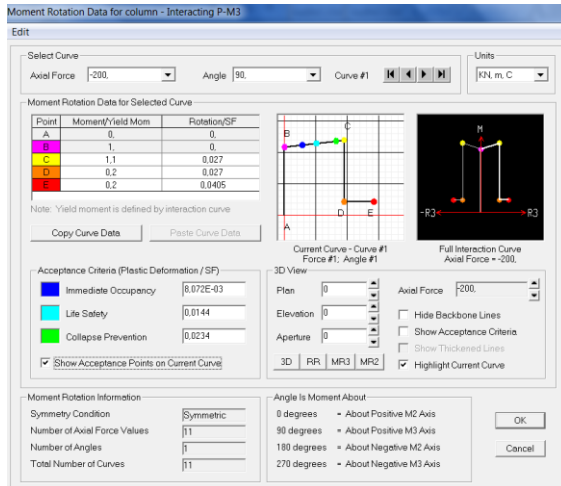 Moment Rotation Data for column - Interacting P-M3
Edit
Select Curve
Axial Force -200, Angle 90, Curve #1
Units
KN, m, C
Moment Rotation Data for Selected Curve
Point Moment/Yield Mom Rotation/SF
A 0, 0,
B 1, 0,
C 1,1 0,027
D 0,2 0,027
E 0,2 0,0405
Note: Yield moment is defined by interaction curve
Copy Curve Data Paste Curve Data
B C
D E
A
Current Curve - Curve #1
Force #1; Angle #1
M
-R3 R3
Full Interaction Curve
Axial Force = -200,
Acceptance Criteria (Plastic Deformation / SF)
Immediate Occupancy 8,072E-03
Life Safety 0,0144
Collapse Prevention 0,0234
Show Acceptance Points on Current Curve
3D View
Plan 0
Elevation 0
Aperture 0
3D RR MR3 MR2
Axial Force -200,
Hide Backbone Lines
Show Acceptance Criteria
Show Thickened Lines
Highlight Current Curve
Moment Rotation Information
Symmetry Condition Symmetric
Number of Axial Force Values 11
Number of Angles 1
Total Number of Curves 11
Angle Is Moment About
0 degrees = About Positive M2 Axis
90 degrees = About Positive M3 Axis
180 degrees = About Negative M2 Axis
270 degrees = About Negative M3 Axis
OK
Cancel